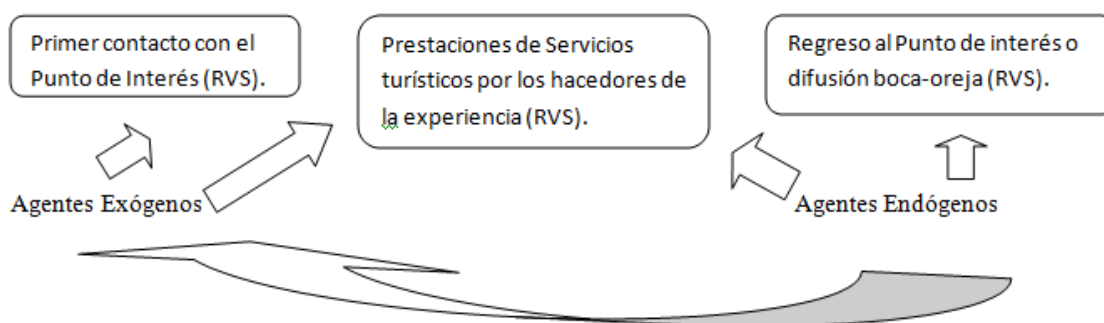 Primer contacto con el
Punto de Interés (RVS).
Prestaciones de Servicios
turísticos por los hacedores de
la experiencia (RVS).
Regreso al Punto de interés o
difusión boca-oreja (RVS).
Agentes Exógenos
Agentes Endógenos